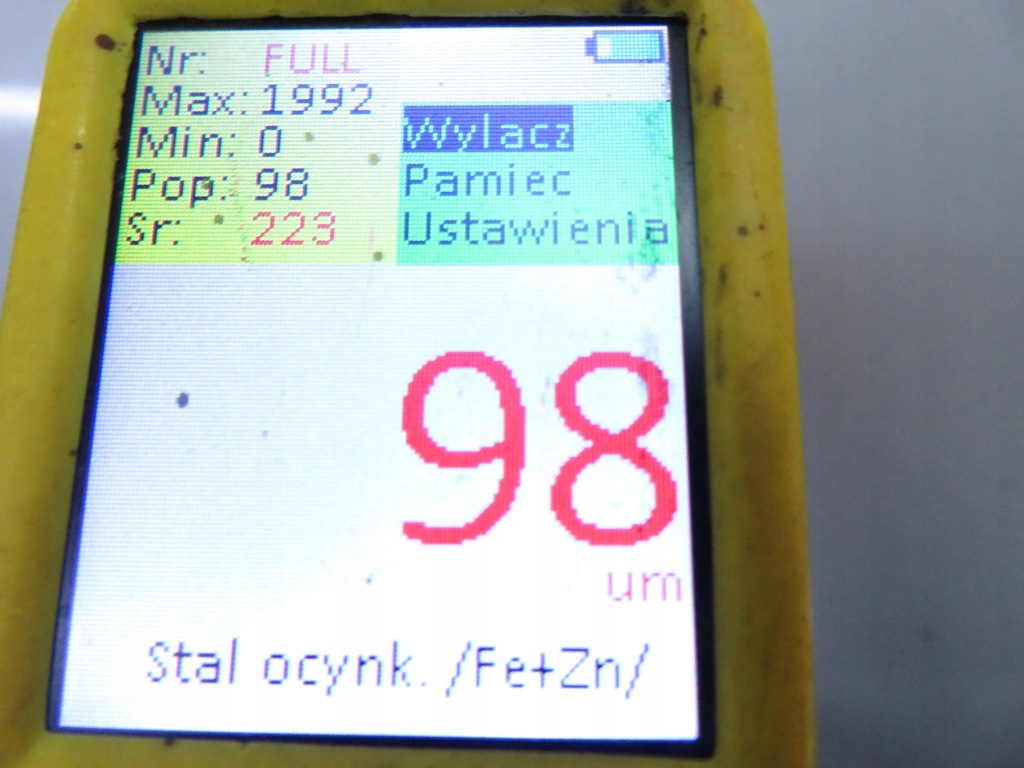 Nr: FULL
Max: 1992
Min: 0
Pop: 98
Sr: 223
Wylacz
Pamiec
Ustawienia
98
um
Stal ocynk. /Fe+Zn/